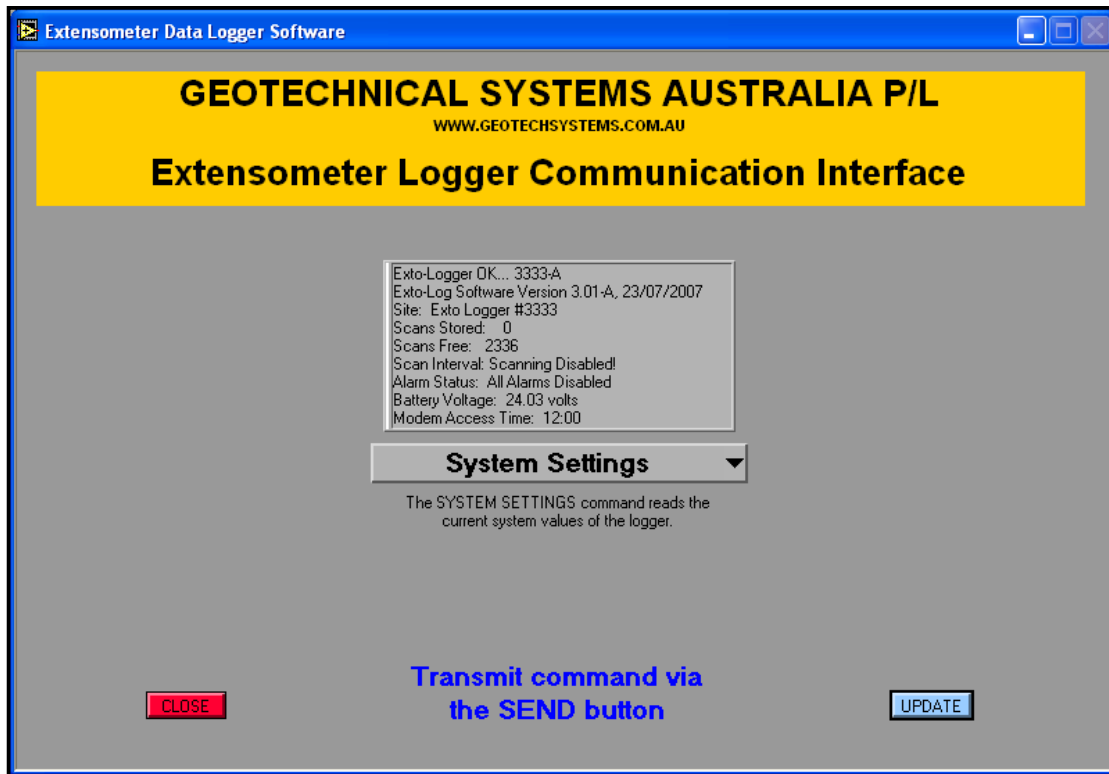 Extensometer Data Logger Software
GEOTECHNICAL SYSTEMS AUSTRALIA P/L
WWW.GEOTECHSYSTEMS.COM.AU
Extensometer Logger Communication Interface
Exto-Logger OK... 3333-A
Exto-Log Software Version 3.01-A, 23/07/2007
Site: Exto Logger #3333
Scans Stored: 0
Scans Free: 2336
Scan Interval: Scanning Disabled!
Alarm Status: All Alarms Disabled
Battery Voltage: 24.03 volts
Modem Access Time: 12:00
System Settings
The SYSTEM SETTINGS command reads the
current system values of the logger.
Transmit command via
the SEND button
CLOSE
UPDATE